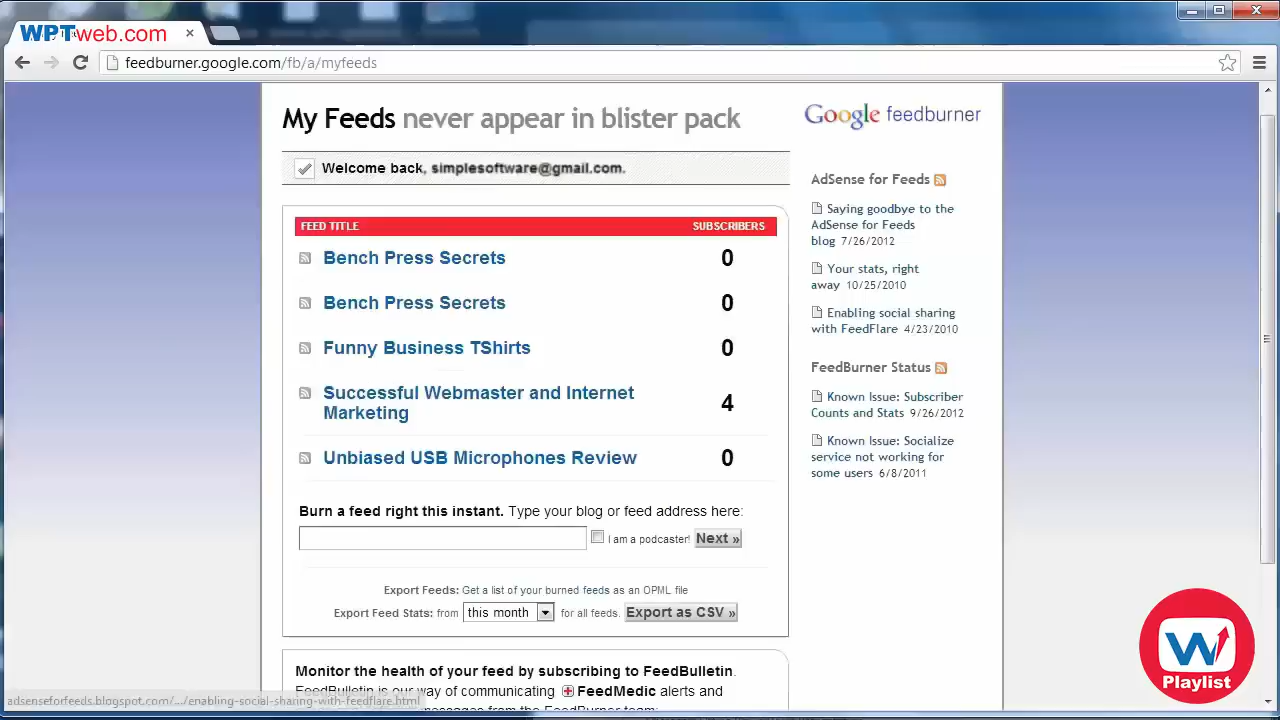 WPTweb.com
feedburner.google.com/fb/a/myfeeds
My Feeds never appear in blister pack
Google feedburner
Welcome back, simplesoftware@gmail.com.
FEED TITLE SUBSCRIBERS
Bench Press Secrets 0
Bench Press Secrets 0
Funny Business TShirts 0
Successful Webmaster and Internet
Marketing 4
Unbiased USB Microphones Review 0
Burn a feed right this instant. Type your blog or feed address here:
I am a podcaster! Next »
Export Feeds: Get a list of your burned feeds as an OPML file
Export Feed Stats: from this month for all feeds. Export as CSV »
Monitor the health of your feed by subscribing to FeedBulletin.
FeedBulletin is our way of communicating FeedMedic alerts and
messages from the FeedBurner team:
AdSense for Feeds
Saying goodbye to the
AdSense for Feeds
blog 7/26/2012
Your stats, right
away 10/25/2010
Enabling social sharing
with FeedFlare 4/23/2010
FeedBurner Status
Known Issue: Subscriber
Counts and Stats 9/26/2012
Known Issue: Socialize
service not working for
some users 6/8/2011
adsenseforfeeds.blogspot.com/.../enabling-social-sharing-with-feedflare.html
W
Playlist